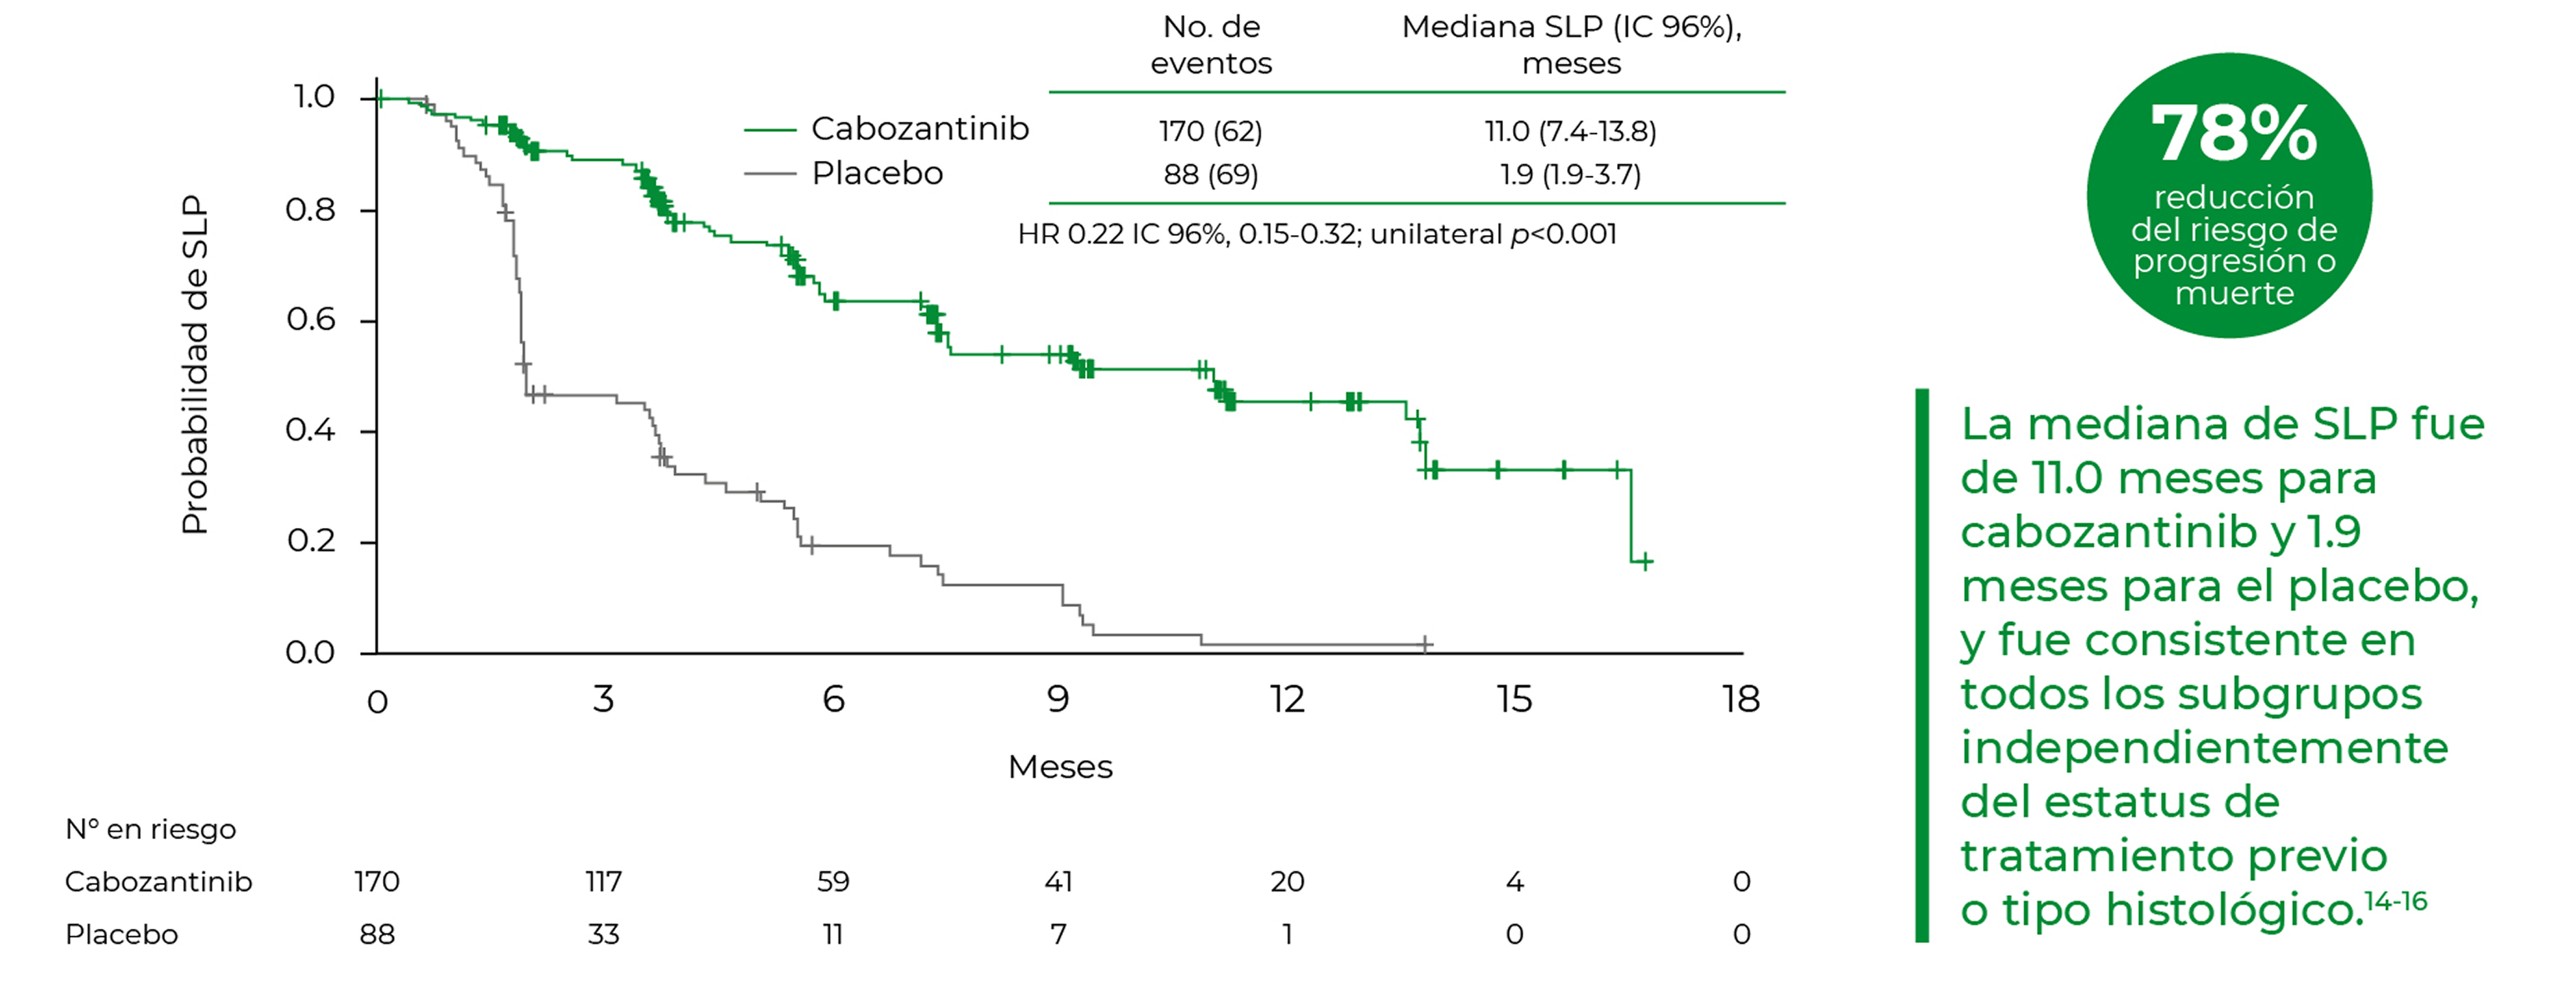 No. de
eventos
Mediana SLP (IC 96%),
meses
Cabozantinib 170 (62) 11.0 (7.4-13.8)
Placebo 88 (69) 1.9 (1.9-3.7)
HR 0.22 IC 96%, 0.15-0.32; unilateral p<0.001
Probabilidad de SLP
1.0
0.8
0.6
0.4
0.2
0.0
0 3 6 9 12 15 18
Meses
N° en riesgo
Cabozantinib 170 117 59 41 20 4 0
Placebo 88 33 11 7 1 0 0
78%
reducción
del riesgo de
progresión o
muerte
La mediana de SLP fue
de 11.0 meses para
cabozantinib y 1.9
meses para el placebo,
y fue consistente en
todos los subgrupos
independientemente
del estatus de
tratamiento previo
o tipo histológico.14-16